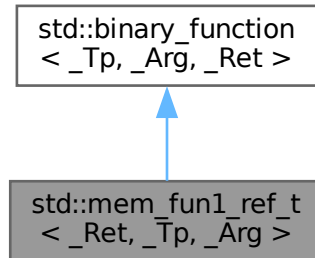 std::binary_function
< _Tp, _Arg, _Ret >
std::mem_fun1_ref_t
< _Ret, _Tp, _Arg >